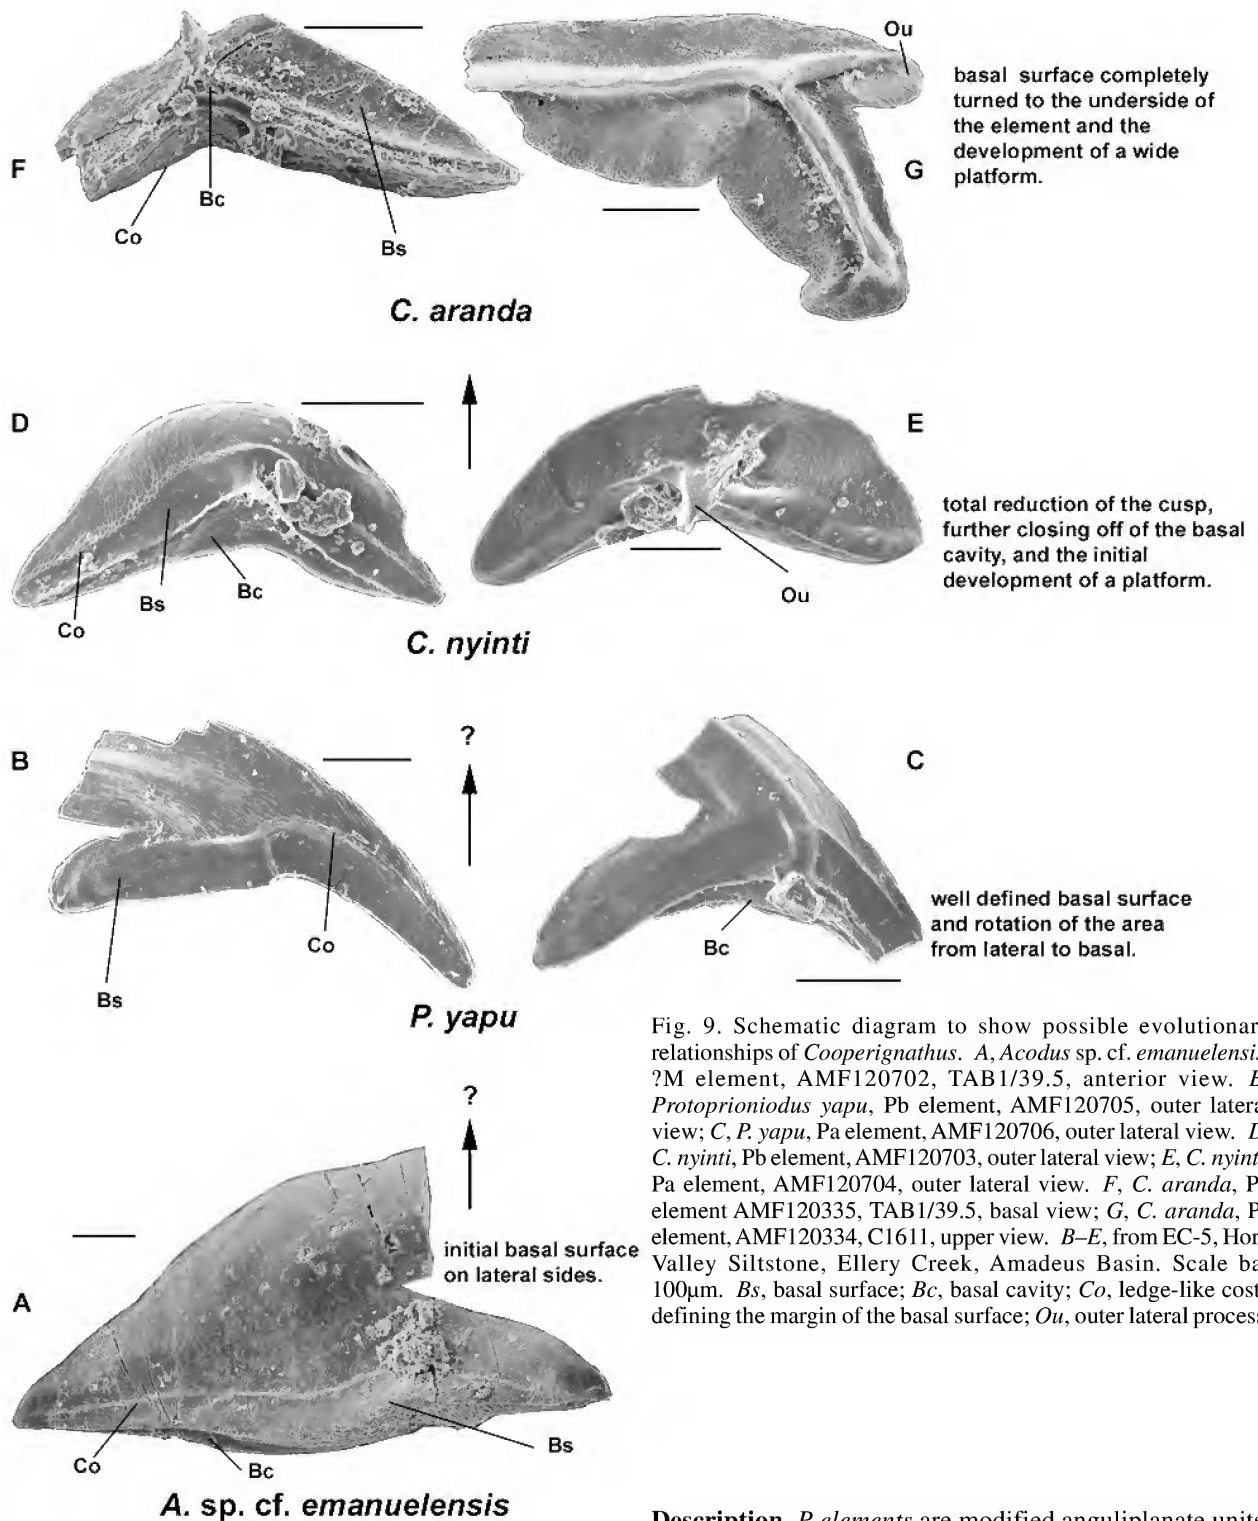 Ou
basal surface completely
turned to the underside of
the element and the
development of a wide
platform.
F
G
Bc
Co
Bs
C. aranda
D
E
total reduction of the cusp,
further closing off of the basal
cavity, and the initial
development of a platform.
Bs
Bc
Ou
Co
C. nyinti
B
?
C
well defined basal surface
and rotation of the area
from lateral to basal.
Co
Bc
Bs
P. yapu
Fig. 9. Schematic diagram to show possible evolutionar
relationships of Cooperignathus. A, Acodus sp. cf. emanuelensis
?M element, AMF120702, TAB1/39.5, anterior view. B
Protoprioniodus yapu, Pb element, AMF120705, outer latera
view; C, P. yapu, Pa element, AMF120706, outer lateral view. D
C. nyinti, Pb element, AMF120703, outer lateral view; E, C. nyinti
Pa element, AMF120704, outer lateral view. F, C. aranda, P
element AMF120335, TAB1/39.5, basal view; G, C. aranda, P
element, AMF120334, C1611, upper view. B–E, from EC-5, Hor
Valley Siltstone, Ellery Creek, Amadeus Basin. Scale ba
100µm. Bs, basal surface; Bc, basal cavity; Co, ledge-like cost
defining the margin of the basal surface; Ou, outer lateral process
?
initial basal surface
on lateral sides.
A
Co
Bc
Bs
A. sp. cf. emanuelensis
Description. P elements are modified anguliplanate units